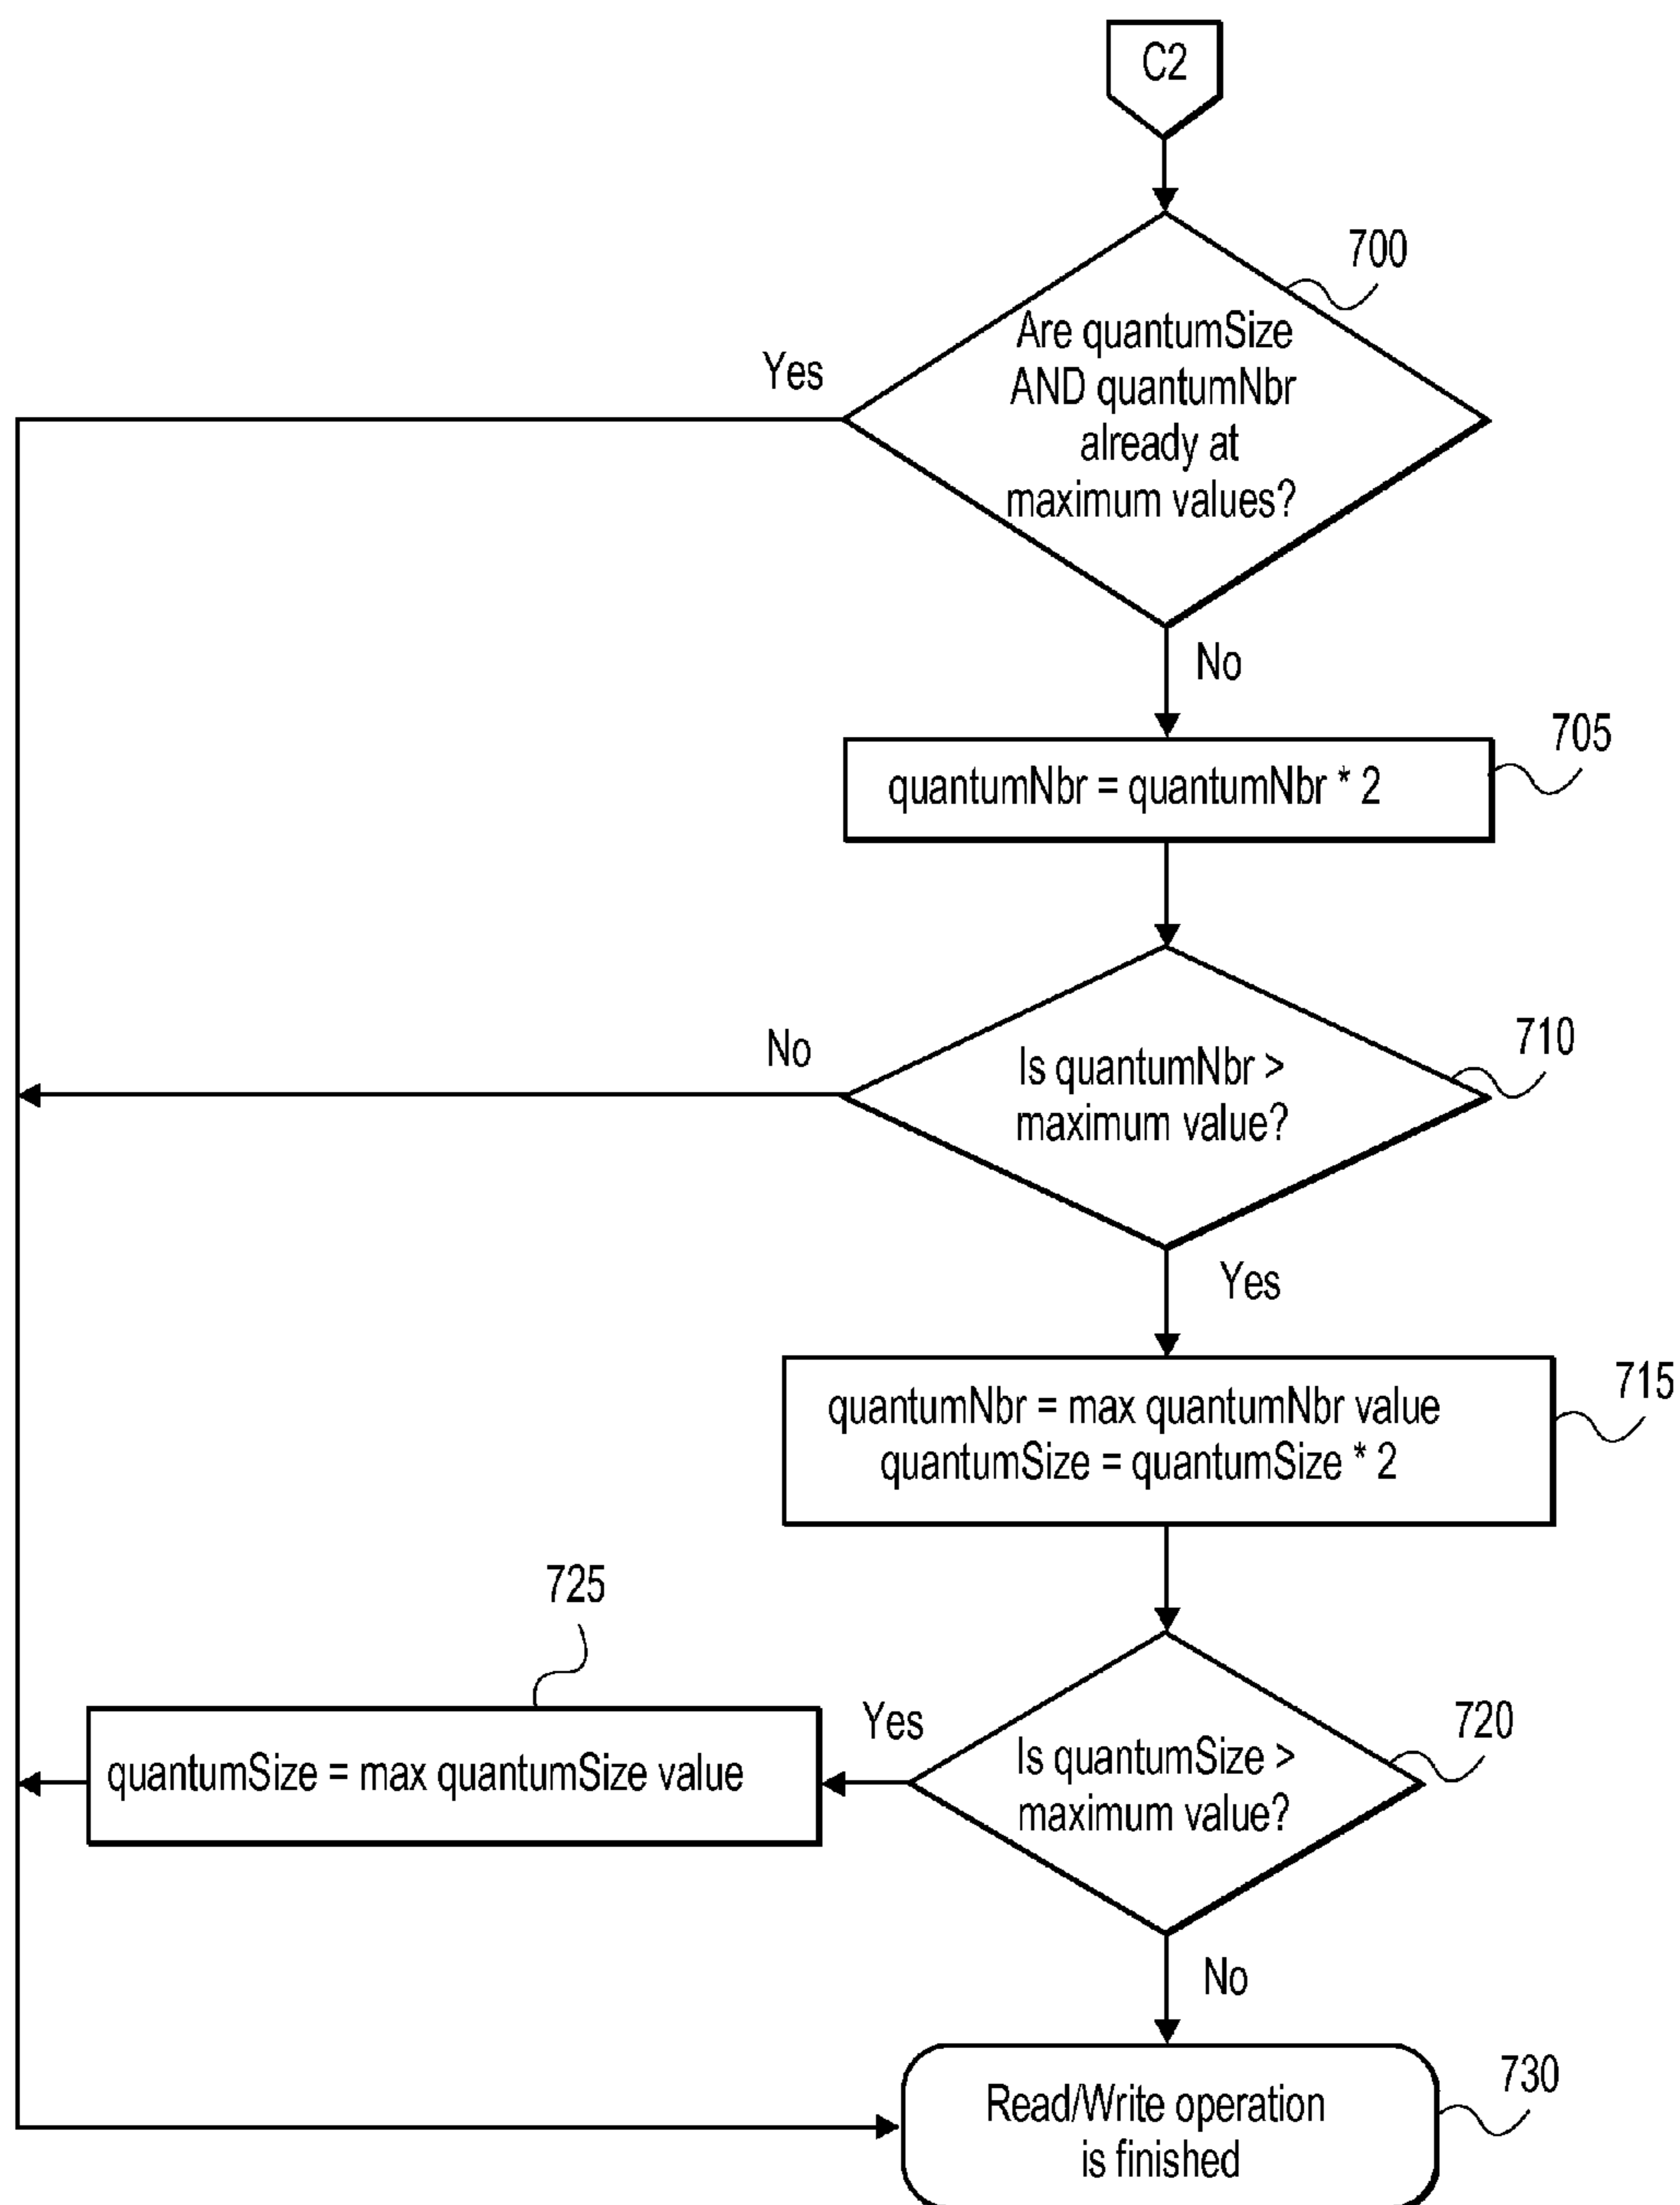 C2
700
Are quantumSize
AND quantumNbr
already at
maximum values?
Yes
No
705
quantumNbr = quantumNbr * 2
710
No
Is quantumNbr >
maximum value?
Yes
715
quantumNbr = max quantumNbr value
quantumSize = quantumSize * 2
725
Yes
720
quantumSize = max quantumSize value
Is quantumSize >
maximum value?
No
730
Read/Write operation
is finished